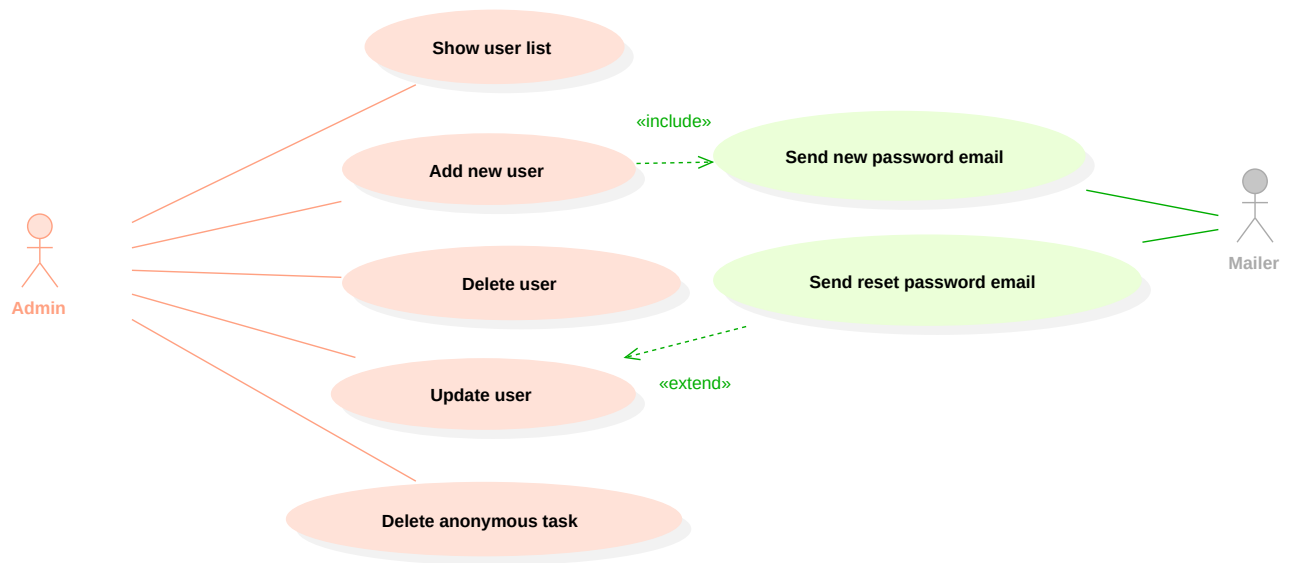 Show user list
«include»
Send new password email
Add new user
Mailer
Delete user
Send reset password email
Admin
«extend»
Update user
Delete anonymous task